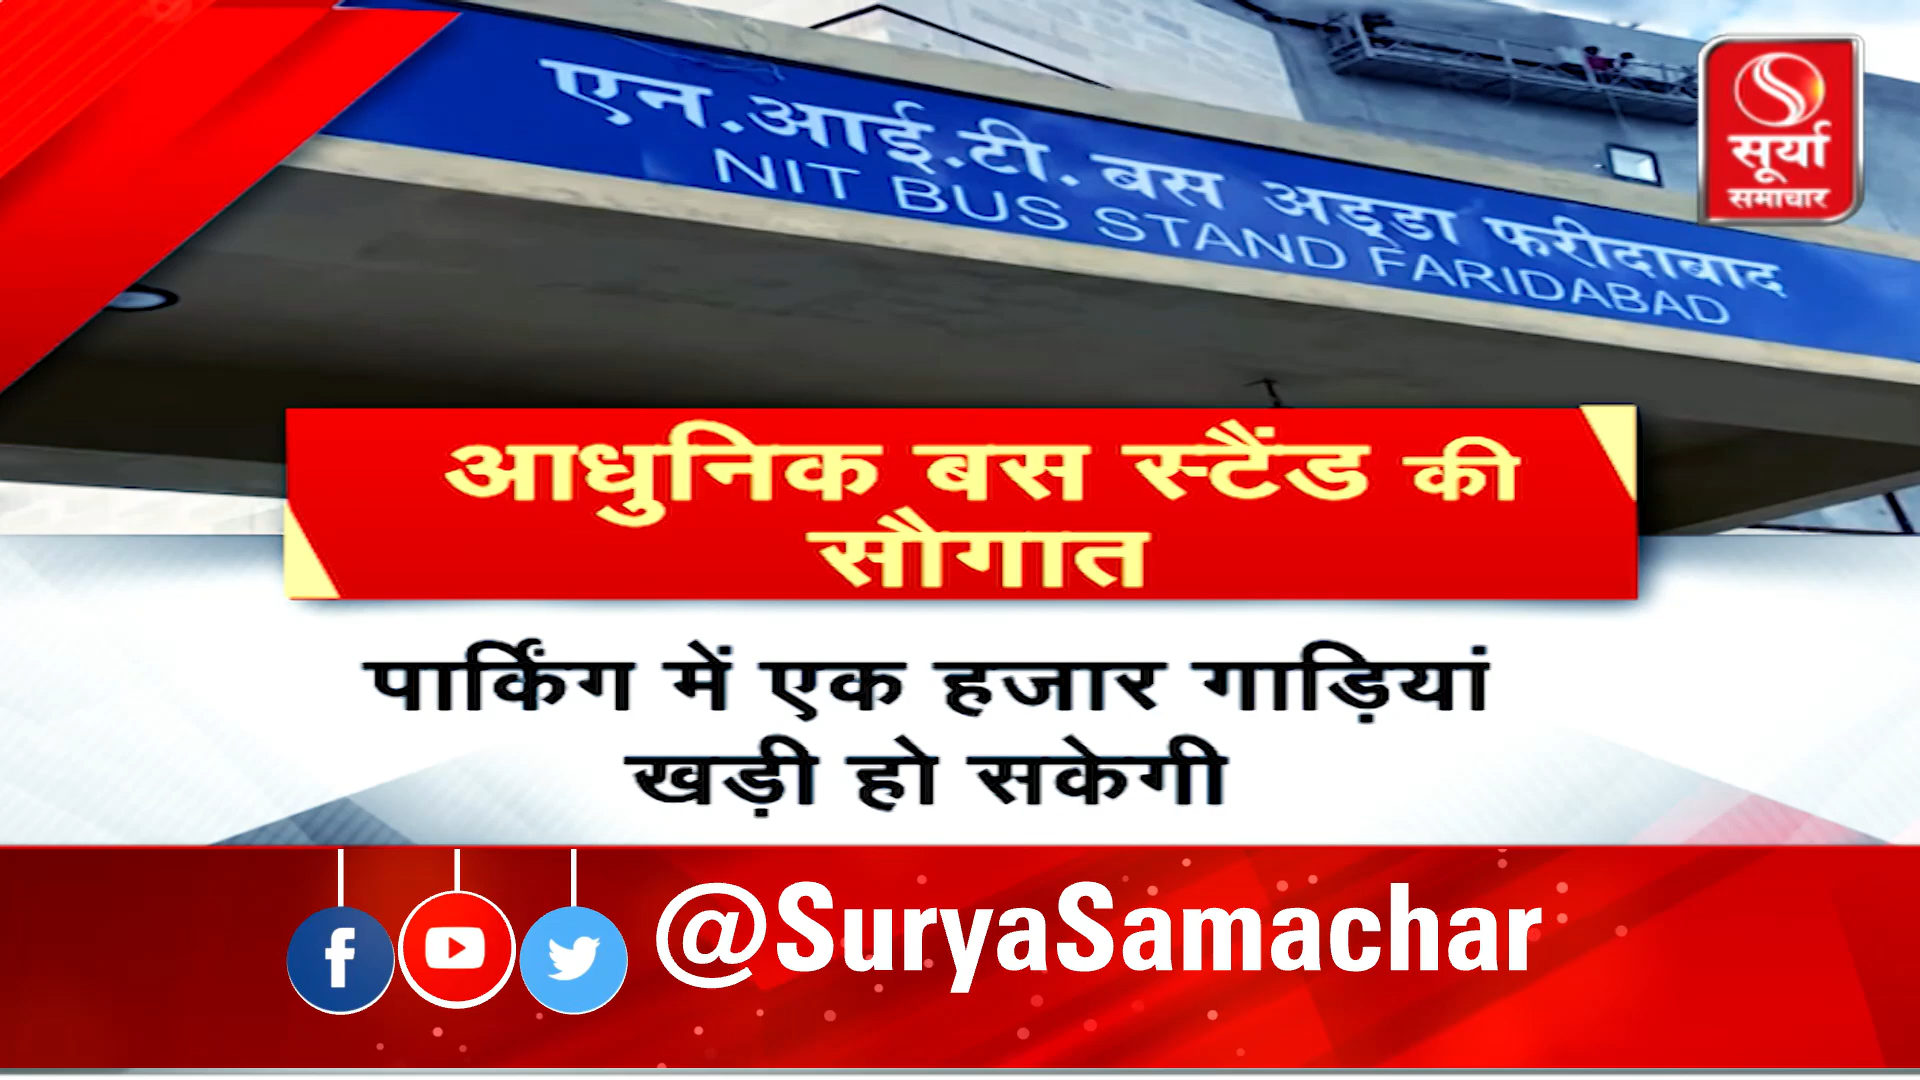 एन.आई.टी. बस अड्डा फरीदाबाद
NIT BUS STAND FARIDABAD
सूर्या
समाचार
आधुनिक बस स्टैंड की
सौगात
पार्किंग में एक हजार गाड़ियां
खड़ी हो सकेगी
@SuryaSamachar